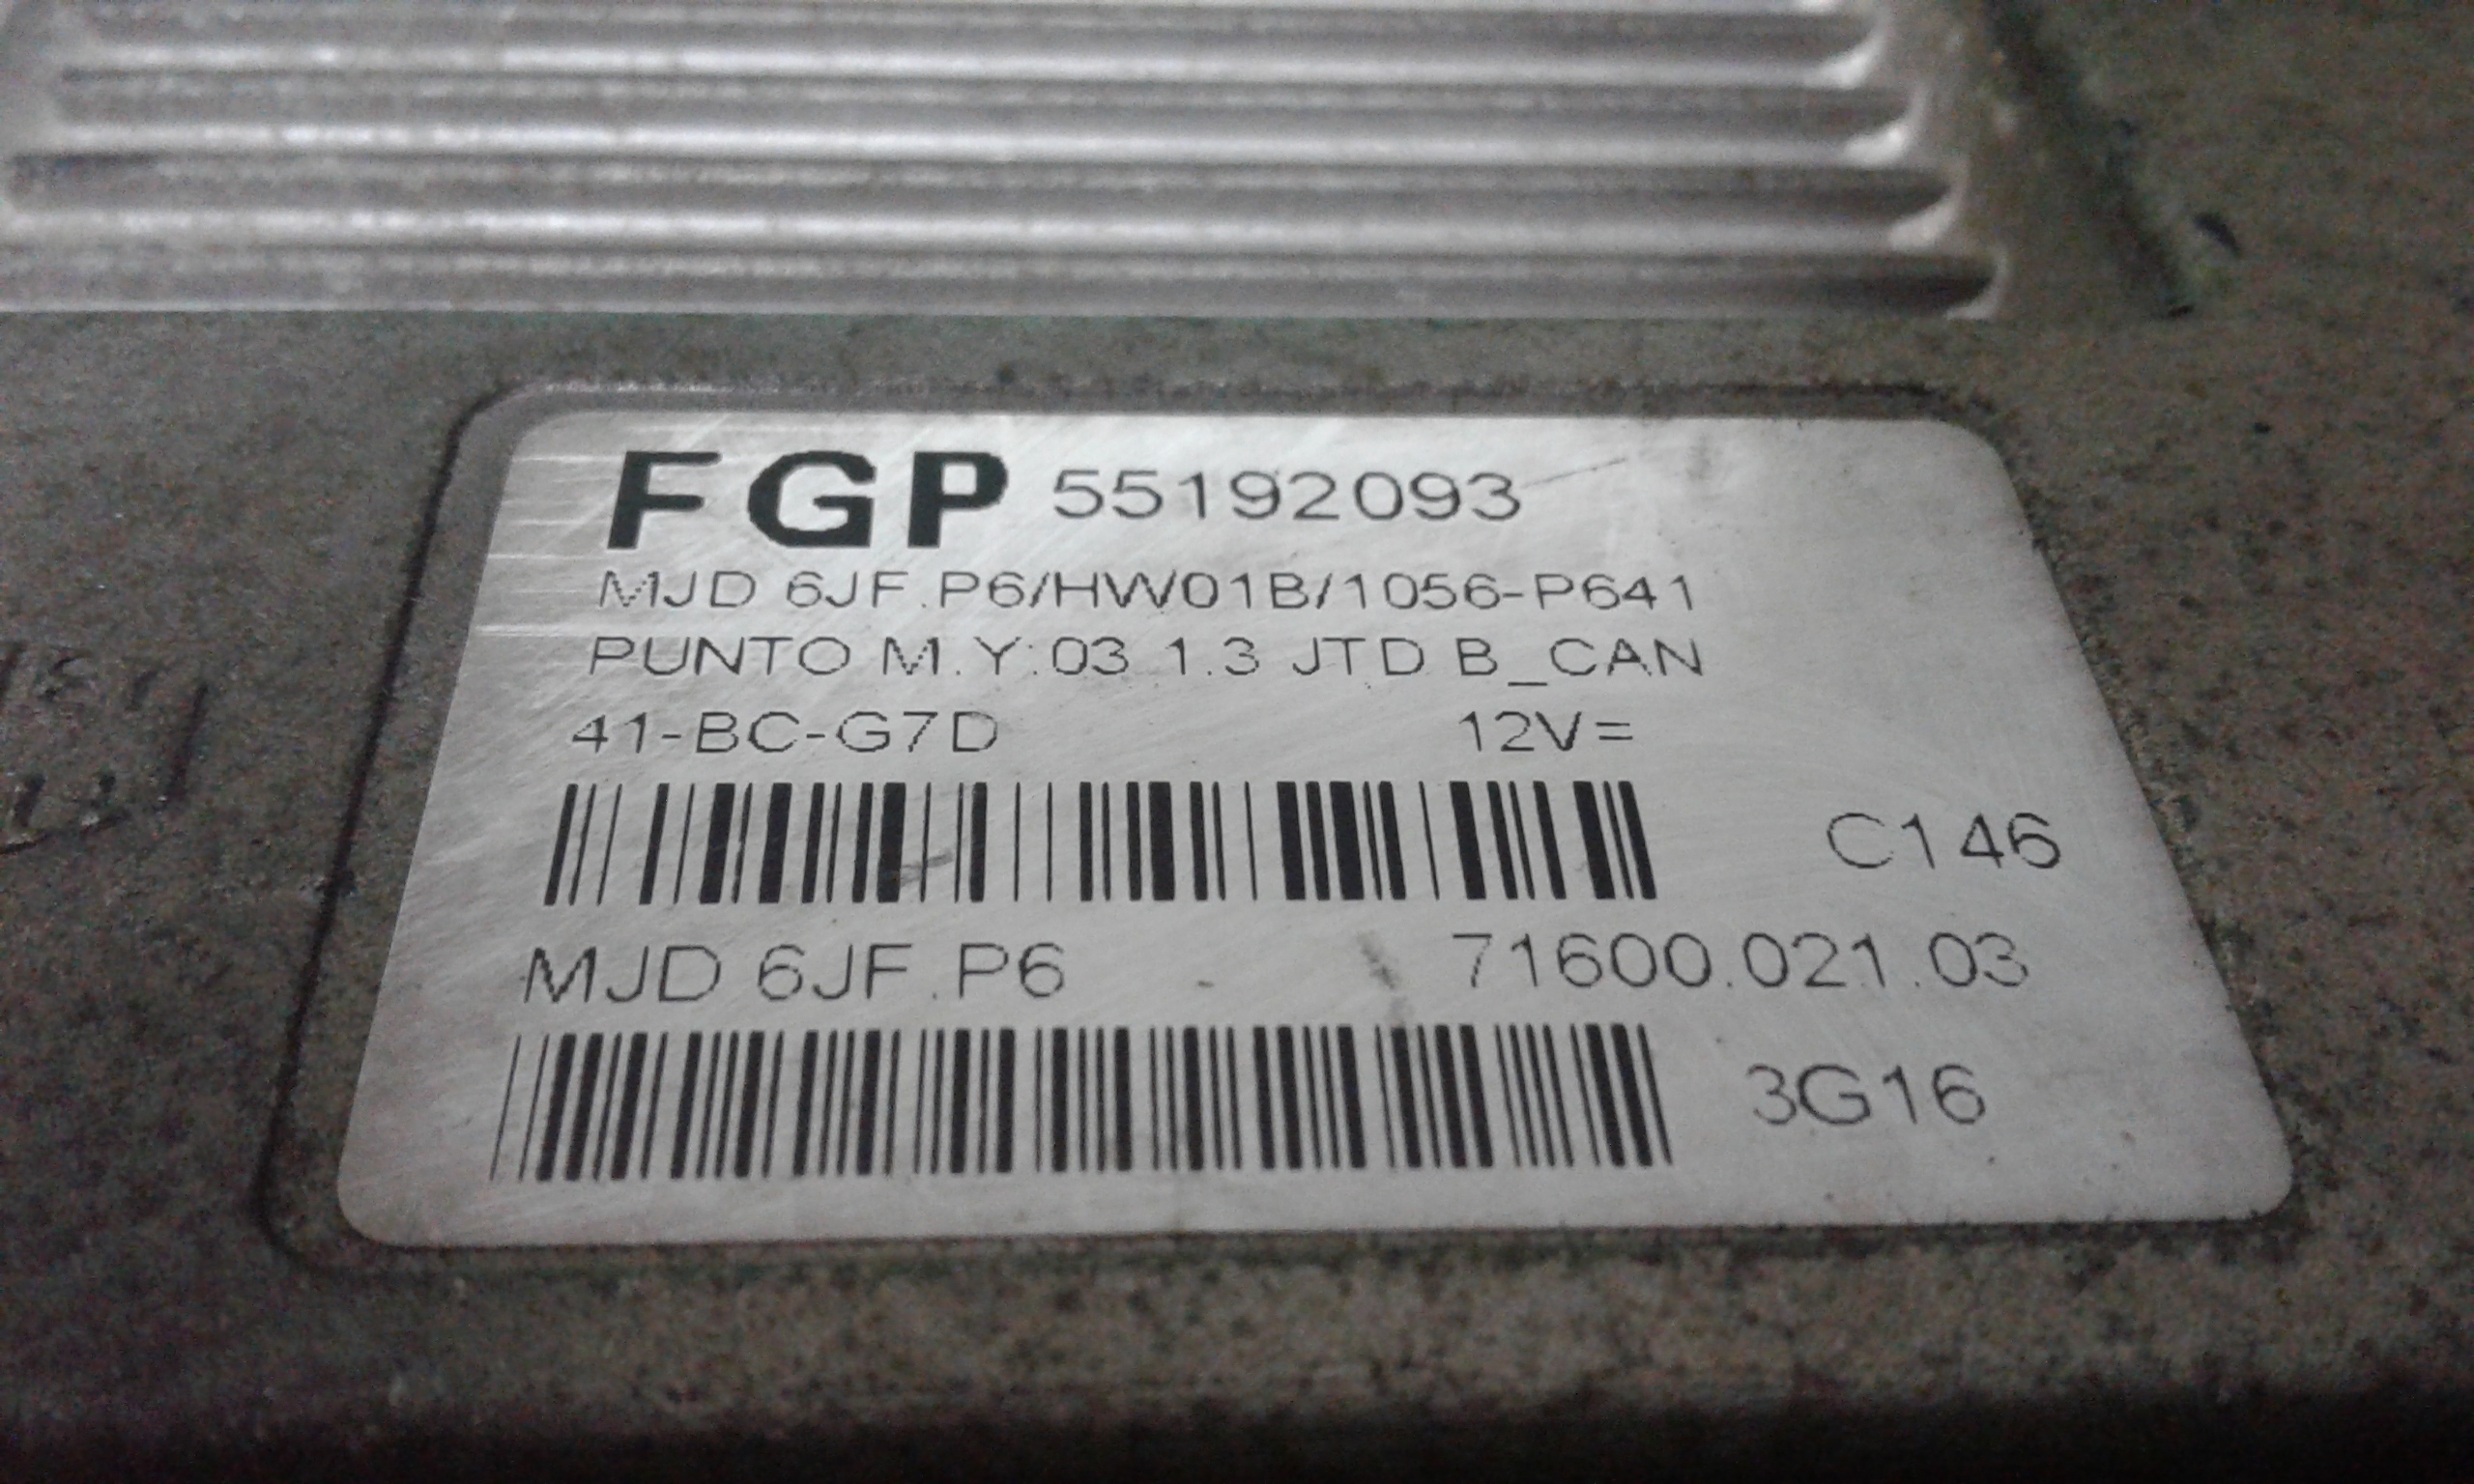 FGP 55192093
MJD 6JF.P6/HW01B/1056-P641
PUNTO M.Y.03 1.3 JTD B_CAN
41-BC-G7D 12V=
C146
MJD 6JF.P6 71600.021.03
3G16